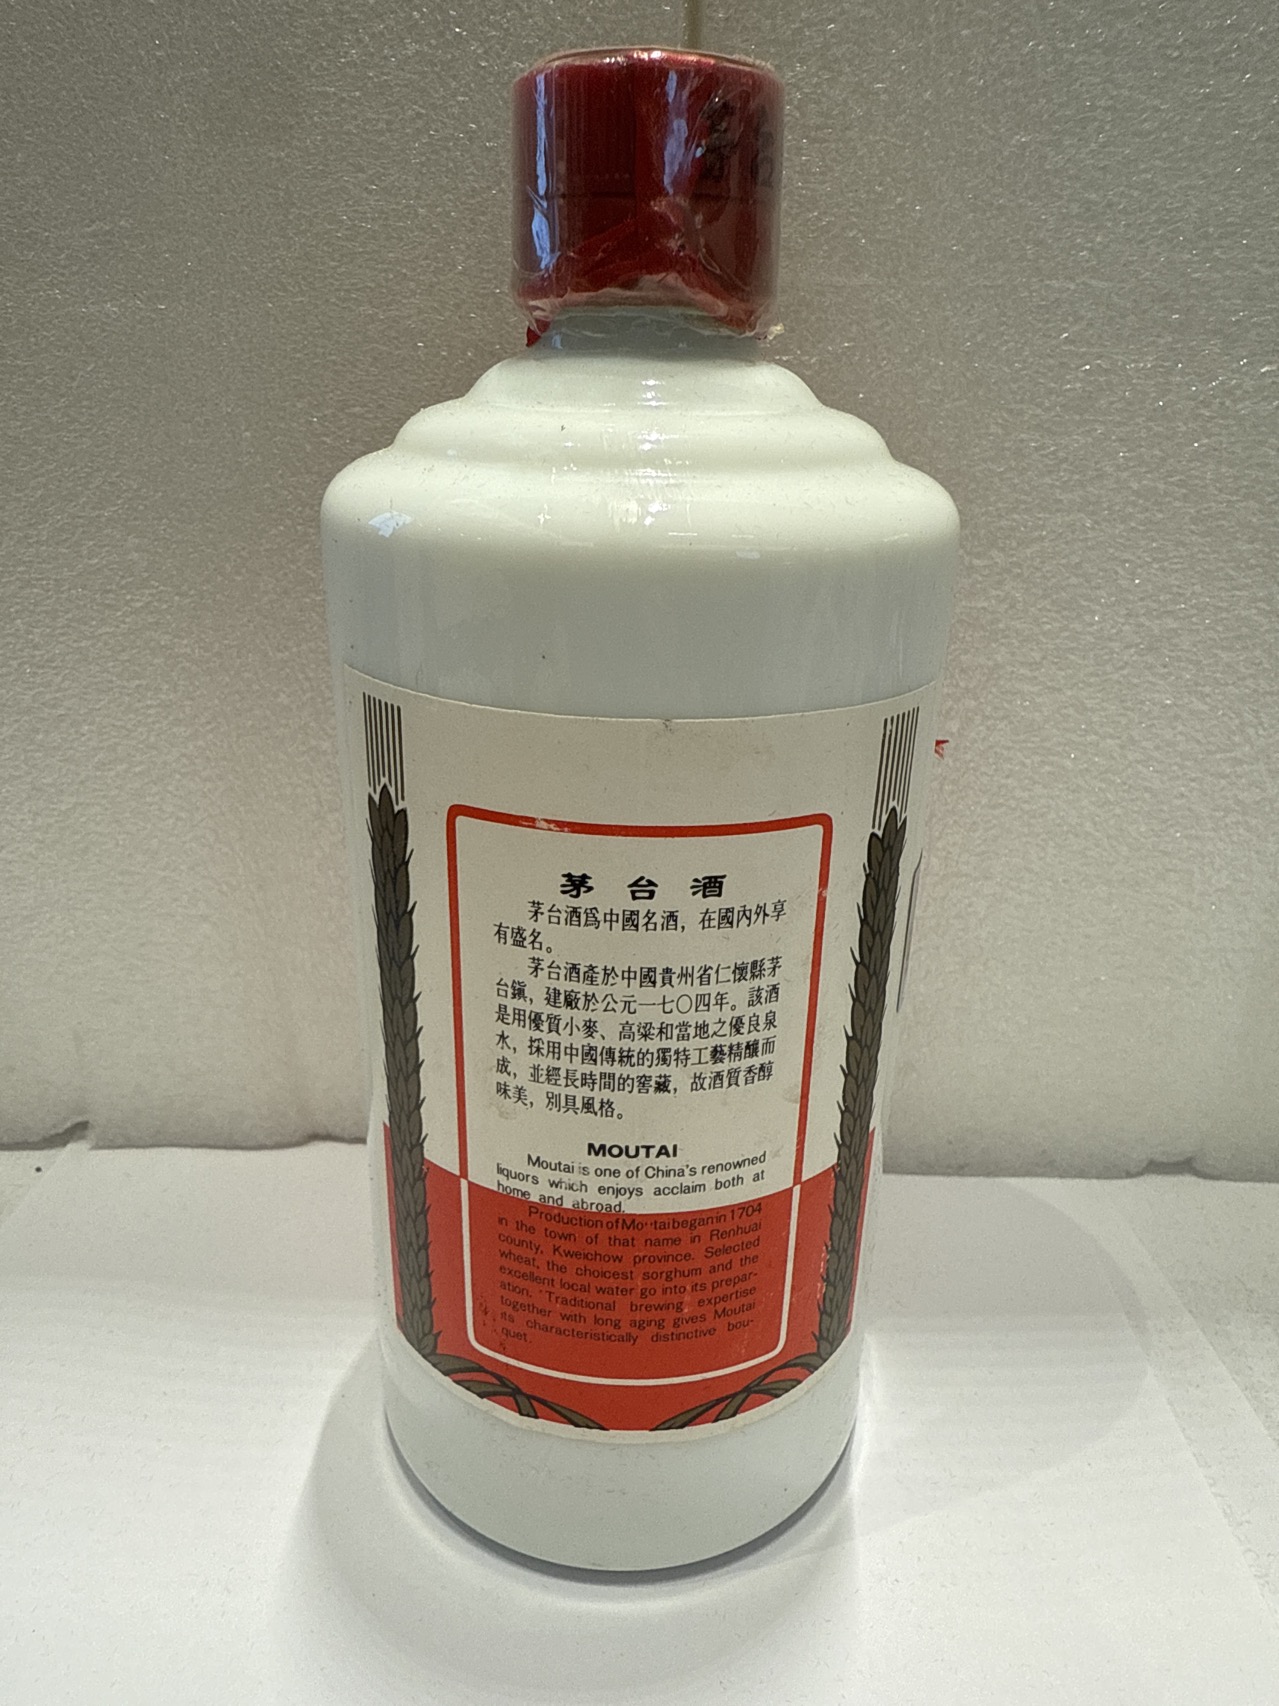 茅台酒
茅台酒爲中國名酒，在國內外享
有盛名。
茅台酒產於中國貴州省仁懷縣茅
台鎭，建廠於公元一七〇四年。該酒
是用優質小麥、高粱和當地之優良泉
水，採用中國傳統的獨特工藝精釀而
成，並經長時間的窖藏，故酒質香醇
味美，別具風格。
MOUTAI
Moutai is one of China's renowned
liquors which enjoys acclaim both at
home and abroad.
Production of Moutai began in 1704
in the town of that name in Renhuai
county, Kweichow province. Selected
wheat, the choicest sorghum and the
excellent local water go into its prepar-
ation. Traditional brewing expertise
together with long aging gives Moutai
its characteristically distinctive bou-
quet.